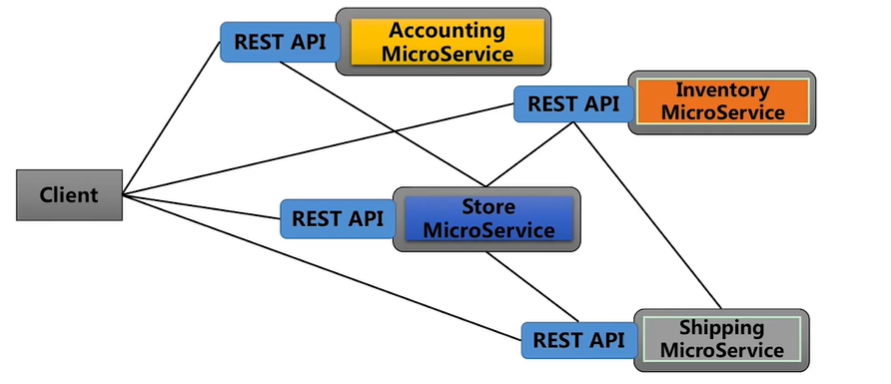 REST API
Accounting
MicroService
REST API
Inventory
MicroService
Client
REST API
Store
MicroService
REST API
Shipping
MicroService